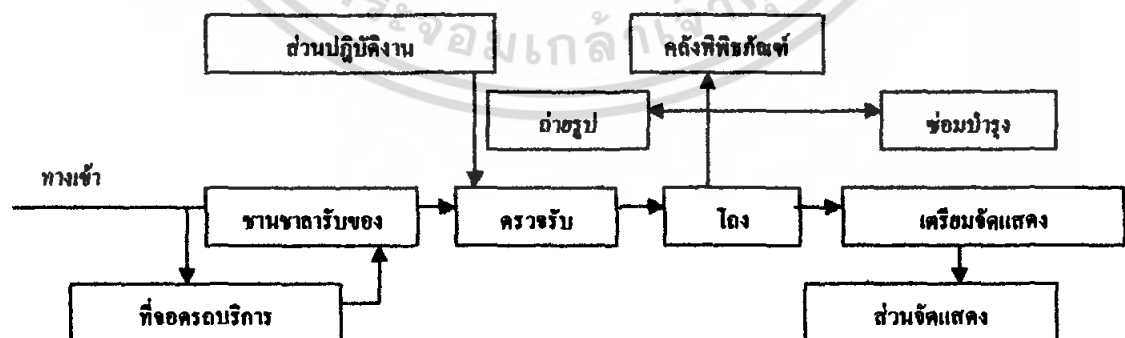 ส่วนปฏิบัติงาน
คลังพิพิธภัณฑ์
ถ่ายรูป
ซ่อมบำรุง
ทางเข้า
ชานชาลารับของ
ตรวจรับ
โถง
เตรียมจัดแสดง
ที่จอดรถบริการ
ส่วนจัดแสดง